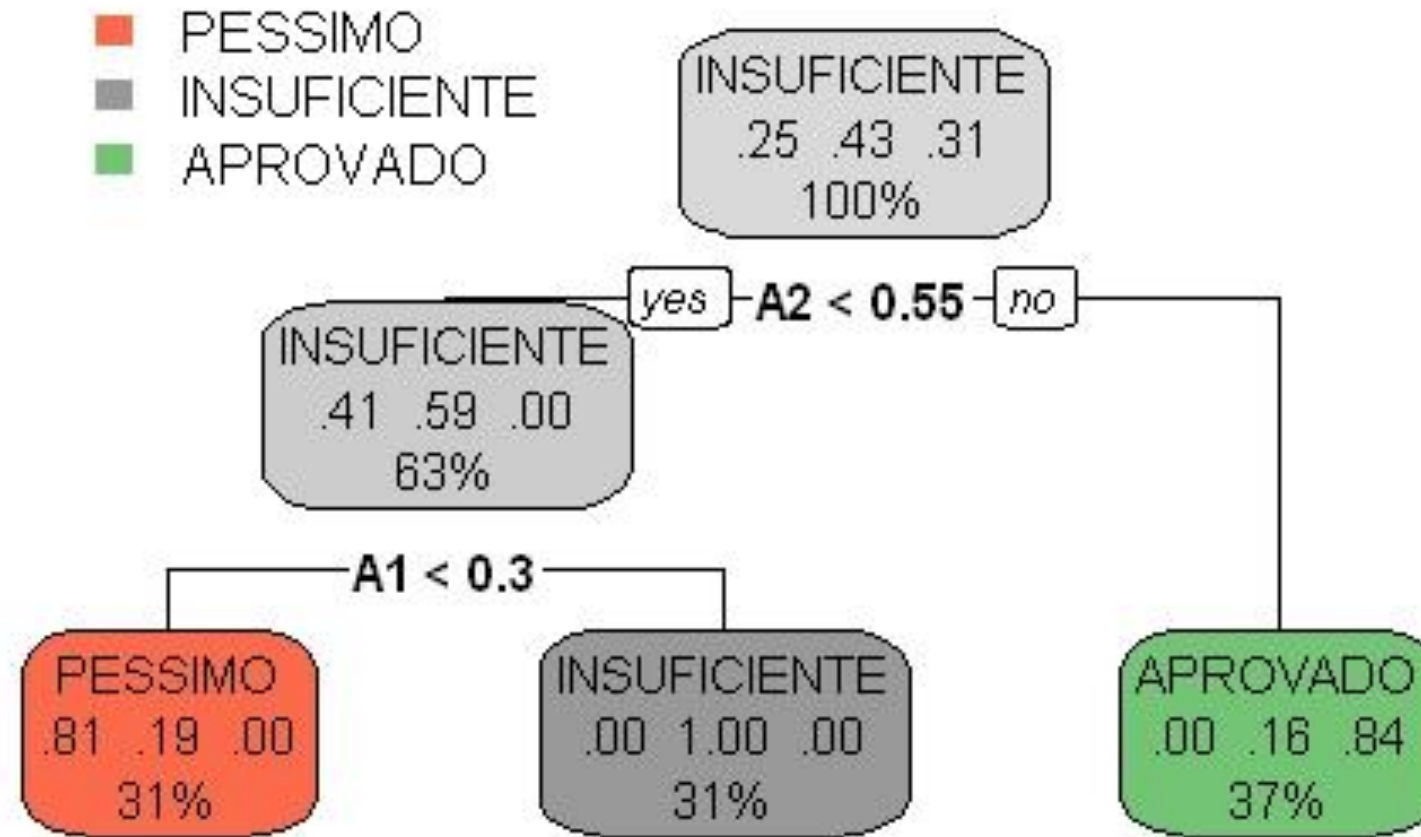 PESSIMO
INSUFICIENTE
APROVADO
INSUFICIENTE
.25 .43 .31
100%
yes A2 < 0.55 no
INSUFICIENTE
.41 .59 .00
63%
A1 < 0.3
PESSIMO
.81 .19 .00
31%
INSUFICIENTE
.00 1.00 .00
31%
APROVADO
.00 .16 .84
37%